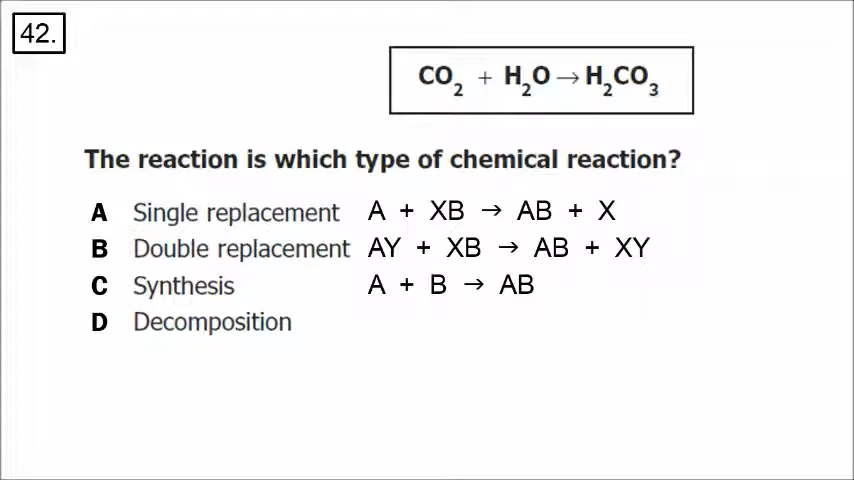 42.
CO₂ + H₂O → H₂CO₃
The reaction is which type of chemical reaction?
A Single replacement A + XB → AB + X
B Double replacement AY + XB → AB + XY
C Synthesis A + B → AB
D Decomposition